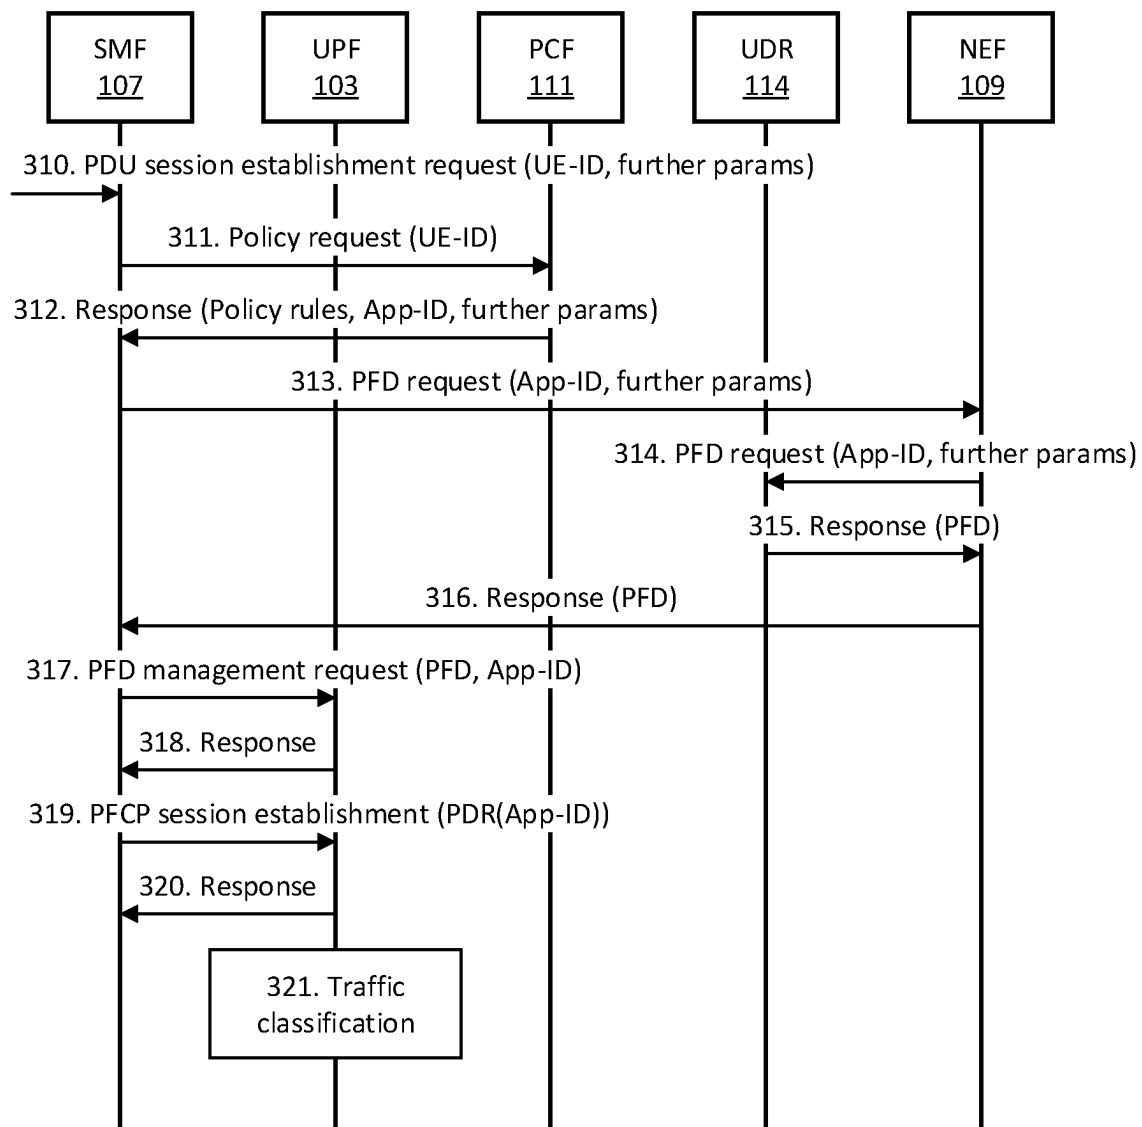 SMF
107
UPF
103
PCF
111
UDR
114
NEF
109
310. PDU session establishment request (UE-ID, further params)
311. Policy request (UE-ID)
312. Response (Policy rules, App-ID, further params)
313. PFD request (App-ID, further params)
314. PFD request (App-ID, further params)
315. Response (PFD)
316. Response (PFD)
317. PFD management request (PFD, App-ID)
318. Response
319. PFCP session establishment (PDR(App-ID))
320. Response
321. Traffic
classification